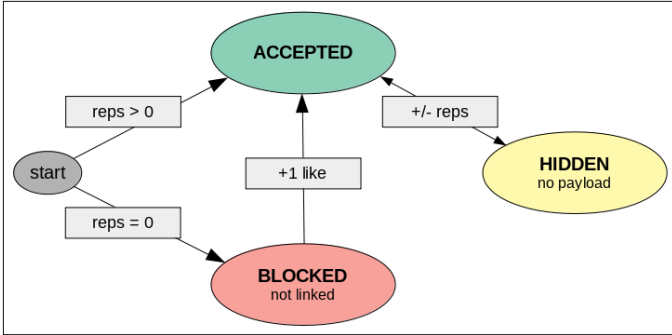 ACCEPTED
reps > 0
+/- reps
start
+1 like
HIDDEN
no payload
reps = 0
BLOCKED
not linked